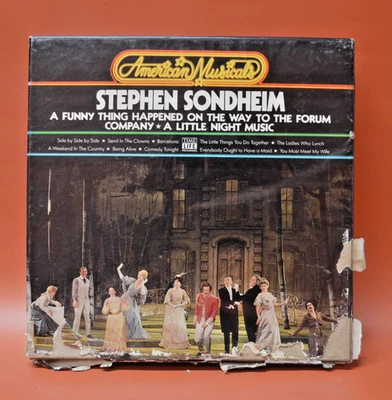 American Musicals
STEPHEN SONDHEIM
A FUNNY THING HAPPENED ON THE WAY TO THE FORUM
COMPANY • A LITTLE NIGHT MUSIC
Side by Side by Side • Send In The Clowns • Barcelona TIME LIFE The Little Things You Do Together • The Ladies Who Lunch
A Weekend In The Country • Being Alive • Comedy Tonight Everybody Ought to Have a Maid • You Must Meet My Wife